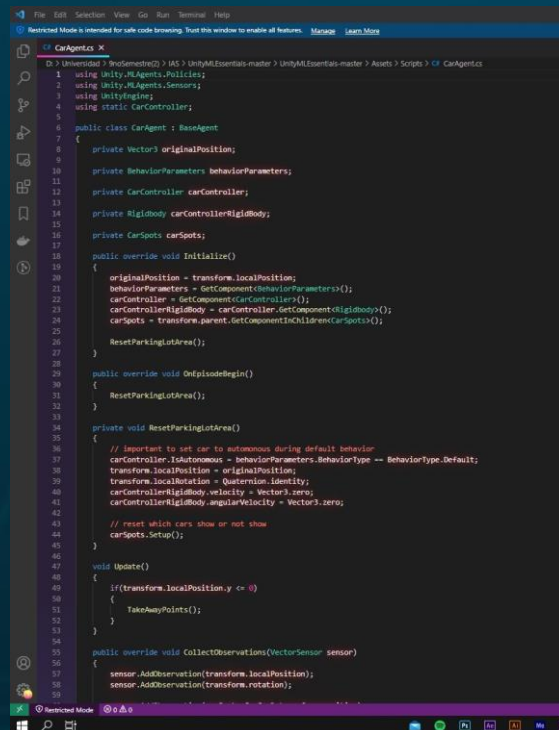 File Edit Selection View Go Run Terminal Help
Restricted Mode is intended for safe code browsing. Trust this window to enable all features. Manage Learn More
CarAgent.cs
D: > Universidad > 9noSemestre(2) > IAS > UnityMLEssentials-master > UnityMLEssentials-master > Assets > Scripts > CarAgent.cs
1 using Unity.MLAgents.Policies;
2 using Unity.MLAgents.Sensors;
3 using UnityEngine;
4 using static CarController;
5
6 public class CarAgent : BaseAgent
7 {
8 private Vector3 originalPosition;
9
10 private BehaviorParameters behaviorParameters;
11
12 private CarController carController;
13
14 private Rigidbody carControllerRigidBody;
15
16 private CarSpots carSpots;
17
18 public override void Initialize()
19 {
20 originalPosition = transform.localPosition;
21 behaviorParameters = GetComponent<BehaviorParameters>();
22 carController = GetComponent<CarController>();
23 carControllerRigidBody = carController.GetComponent<Rigidbody>();
24 carSpots = transform.parent.GetComponentInChildren<CarSpots>();
25
26 ResetParkingLotArea();
27 }
28
29 public override void OnEpisodeBegin()
30 {
31 ResetParkingLotArea();
32 }
33
34 private void ResetParkingLotArea()
35 {
36 // important to set car to automonous during default behavior
37 carController.IsAutonomous = behaviorParameters.BehaviorType == BehaviorType.Default;
38 transform.localPosition = originalPosition;
39 transform.localRotation = Quaternion.identity;
40 carControllerRigidBody.velocity = Vector3.zero;
41 carControllerRigidBody.angularVelocity = Vector3.zero;
42
43 // reset which cars show or not show
44 carSpots.Setup();
45 }
46
47 void Update()
48 {
49 if(transform.localPosition.y <= 0)
50 {
51 TakeAwayPoints();
52 }
53 }
54
55 public override void CollectObservations(VectorSensor sensor)
56 {
57 sensor.AddObservation(transform.localPosition);
58 sensor.AddObservation(transform.rotation);
59
Restricted Mode 0 0
Ps Ae Ai Me